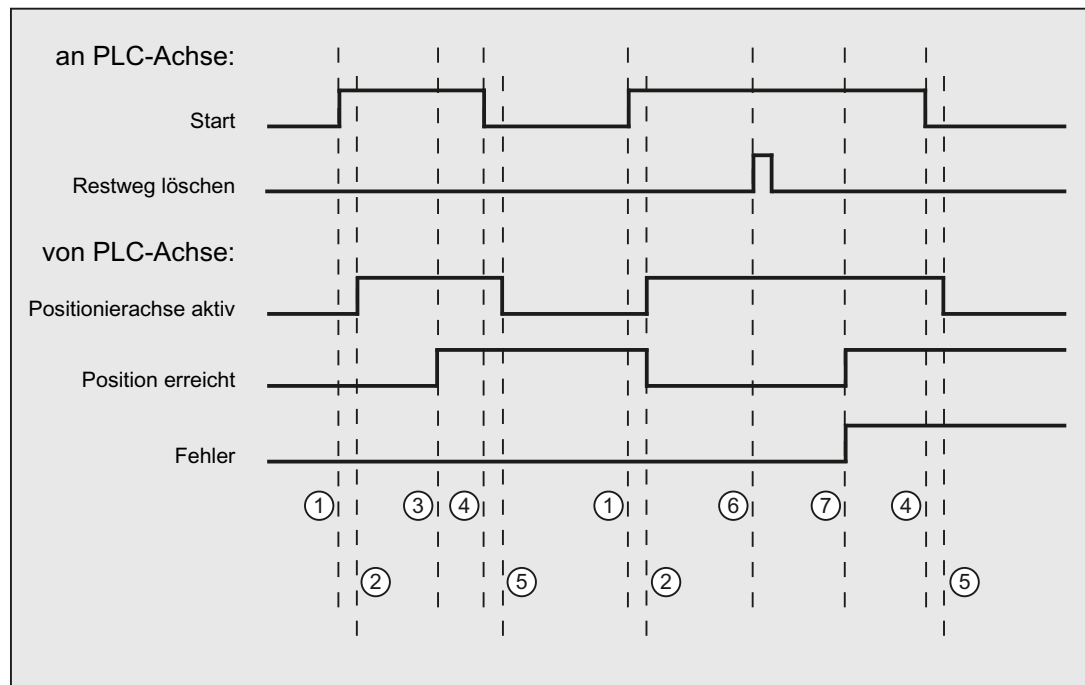 an PLC-Achse:
Start
Restweg löschen
von PLC-Achse:
Positionierachse aktiv
Position erreicht
Fehler
1 3 4 1 6 7 4
2 5 2 5